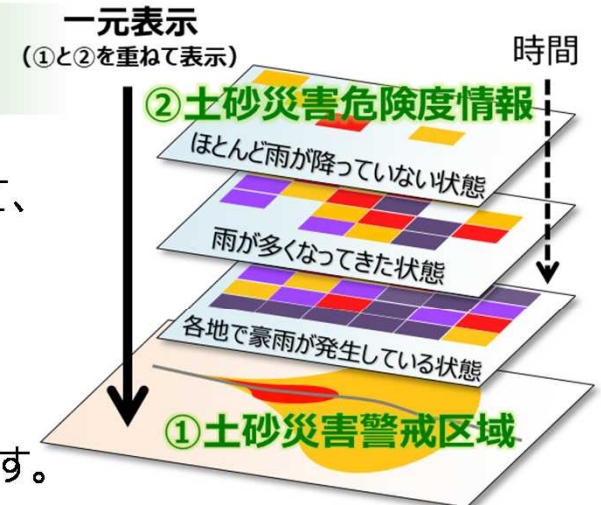 一元表示
（①と②を重ねて表示）
時間
②土砂災害危険度情報
ほとんど雨が降っていない状態
、
雨が多くなってきた状態
各地で豪雨が発生している状態
①土砂災害警戒区域
す。